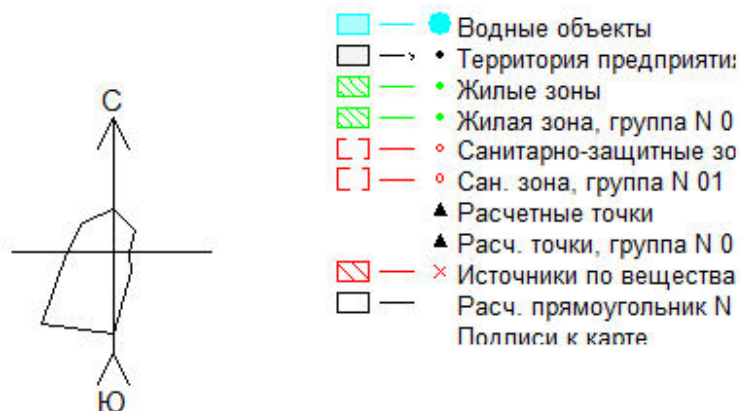 С
Ю
Водные объекты
Территория предприяти
Жилые зоны
Жилая зона, группа N 0
Санитарно-защитные зо
Сан. зона, группа N 01
Расчетные точки
Расч. точки, группа N 0
Источники по вещества
Расч. прямоугольник N
Подписи к карте